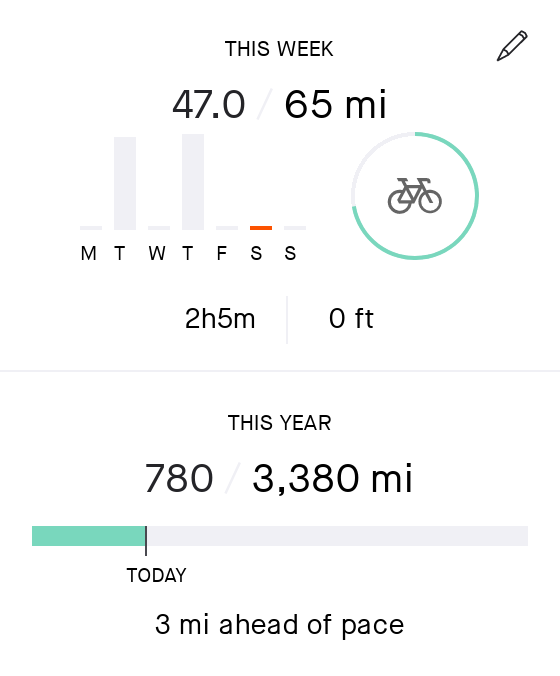 THIS WEEK
47.0 / 65 mi
M T W T F S S
2h5m 0 ft
THIS YEAR
780 / 3,380 mi
TODAY
3 mi ahead of pace